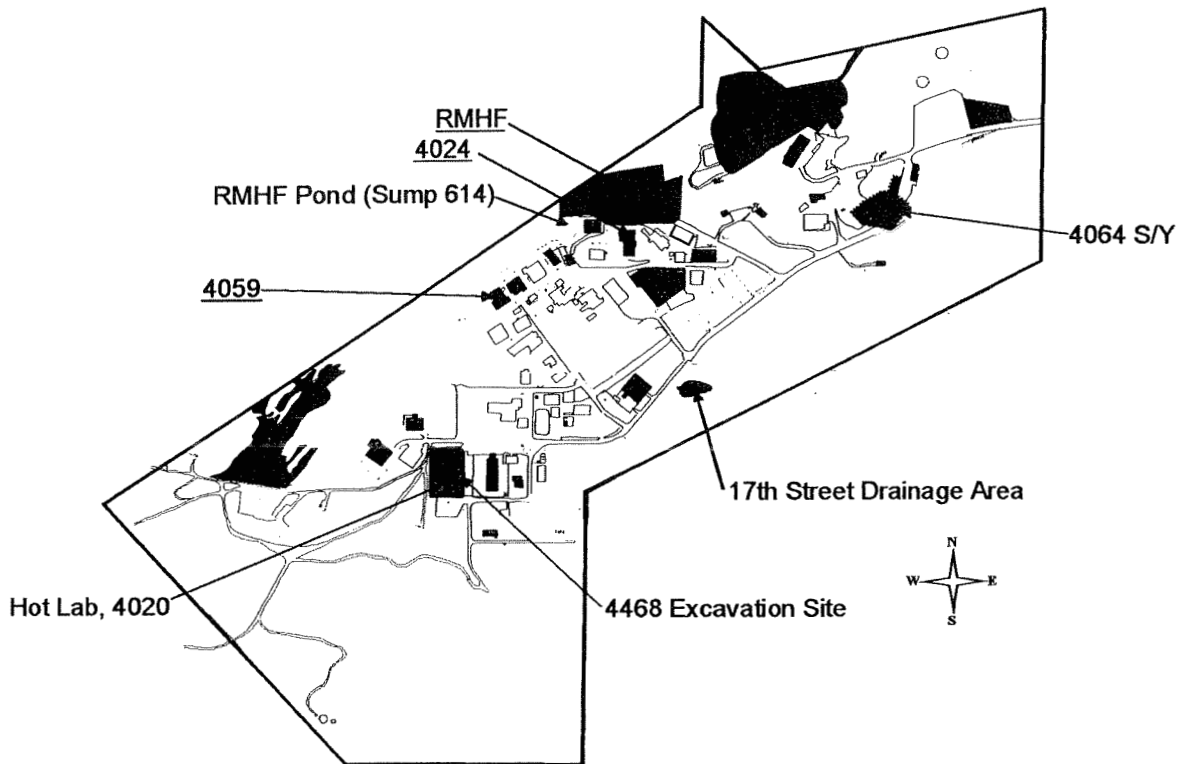 RMHF
4024
RMHF Pond (Sump 614)
4064 S/Y
4059
17th Street Drainage Area
N
W E
S
Hot Lab, 4020
4468 Excavation Site